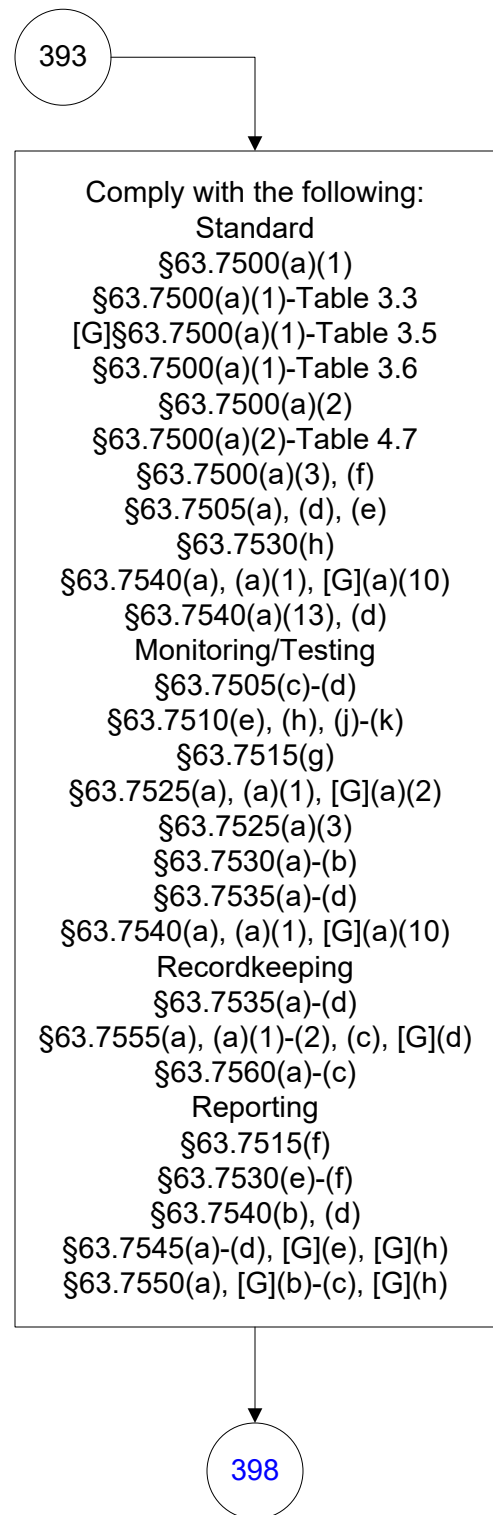 393
Comply with the following:
Standard
§63.7500(a)(1)
§63.7500(a)(1)-Table 3.3
[G]§63.7500(a)(1)-Table 3.5
§63.7500(a)(1)-Table 3.6
§63.7500(a)(2)
§63.7500(a)(2)-Table 4.7
§63.7500(a)(3), (f)
§63.7505(a), (d), (e)
§63.7530(h)
§63.7540(a), (a)(1), [G](a)(10)
§63.7540(a)(13), (d)
Monitoring/Testing
§63.7505(c)-(d)
§63.7510(e), (h), (j)-(k)
§63.7515(g)
§63.7525(a), (a)(1), [G](a)(2)
§63.7525(a)(3)
§63.7530(a)-(b)
§63.7535(a)-(d)
§63.7540(a), (a)(1), [G](a)(10)
Recordkeeping
§63.7535(a)-(d)
§63.7555(a), (a)(1)-(2), (c), [G](d)
§63.7560(a)-(c)
Reporting
§63.7515(f)
§63.7530(e)-(f)
§63.7540(b), (d)
§63.7545(a)-(d), [G](e), [G](h)
§63.7550(a), [G](b)-(c), [G](h)
398